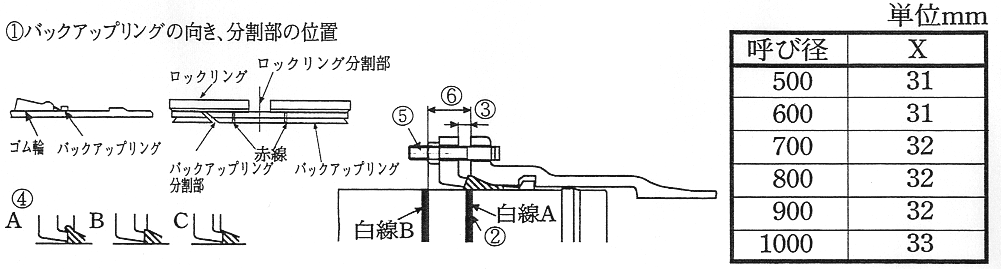 ①バックアップリングの向き、分割部の位置
ロックリング分割部
ロックリング
ゴム輪
バックアップリング
バックアップリング
分割部
赤線
バックアップリング
④
A
B
C
⑥
③
⑤
白線B
白線A
②
単位mm
呼び径 X
500 31
600 31
700 32
800 32
900 32
1000 33